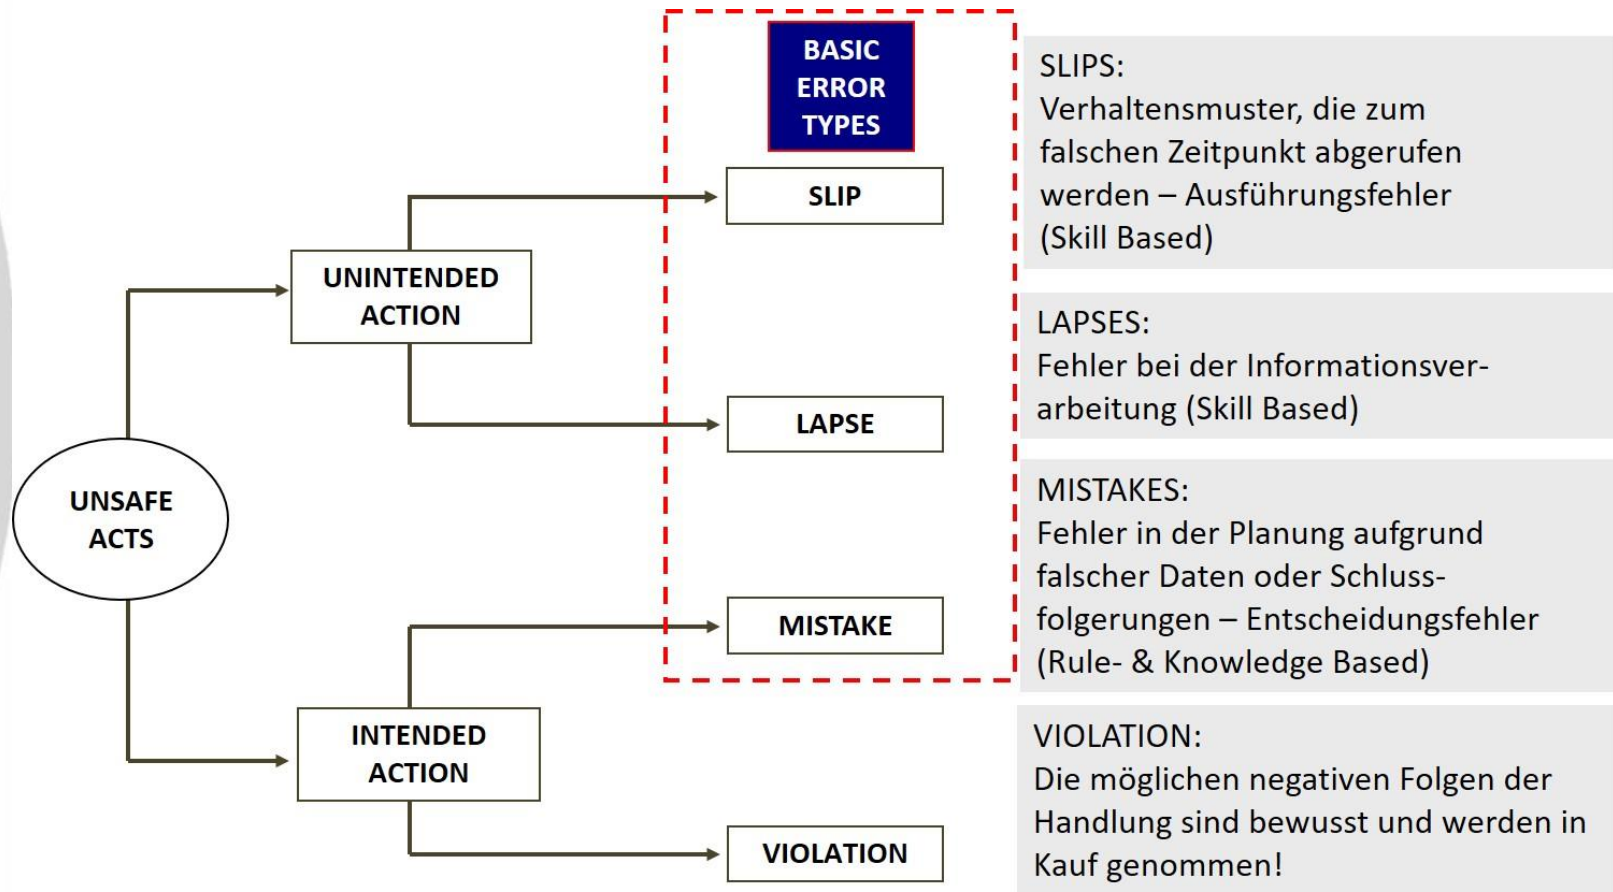 BASIC
ERROR
TYPES
SLIP
UNINTENDED
ACTION
LAPSE
UNSAFE
ACTS
MISTAKE
INTENDED
ACTION
VIOLATION
SLIPS:
Verhaltensmuster, die zum
falschen Zeitpunkt abgerufen
werden – Ausführungsfehler
(Skill Based)
LAPSES:
Fehler bei der Informationsver-
arbeitung (Skill Based)
MISTAKES:
Fehler in der Planung aufgrund
falscher Daten oder Schluss-
folgerungen – Entscheidungsfehler
(Rule- & Knowledge Based)
VIOLATION:
Die möglichen negativen Folgen der
Handlung sind bewusst und werden in
Kauf genommen!